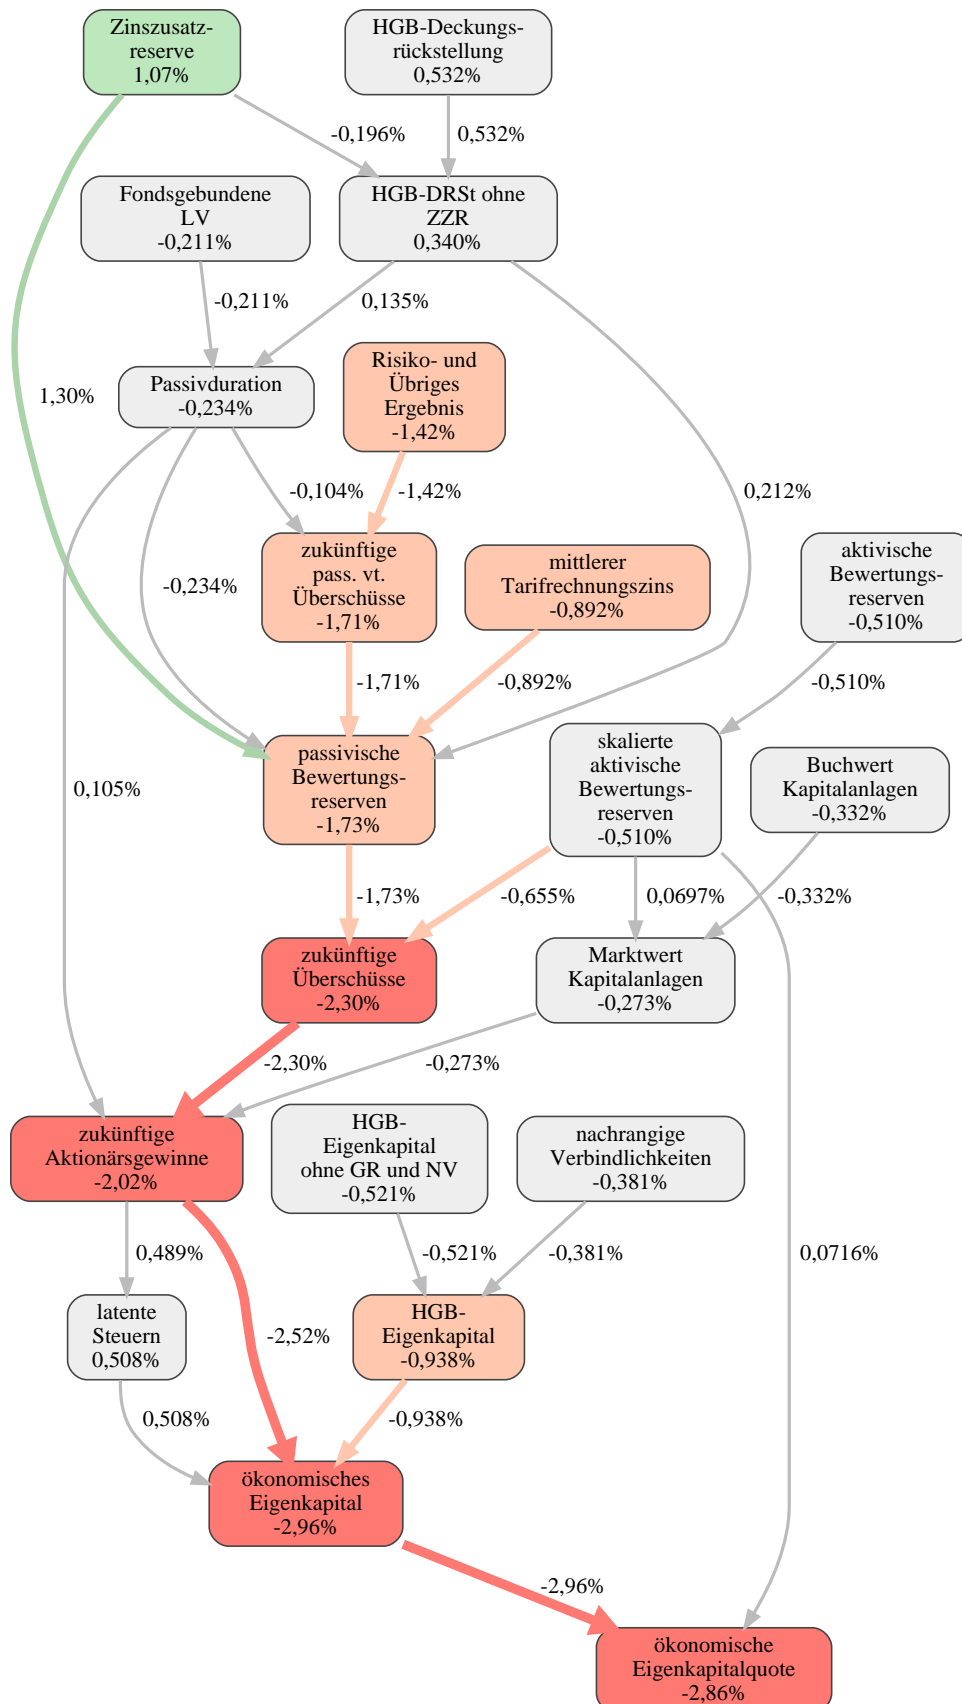 Zinszusatz-
reserve
1,07%
HGB-Deckungs-
rückstellung
0,532%
-0,196%
0,532%
Fondsgebundene
LV
-0,211%
HGB-DRSt ohne
ZZR
0,340%
-0,211%
0,135%
1,30%
Passivduration
-0,234%
Risiko- und
Übriges
Ergebnis
-1,42%
-0,104%
-1,42%
0,212%
-0,234%
zukünftige
pass. vt.
Überschüsse
-1,71%
mittlerer
Tarifrechnungszins
-0,892%
aktivische
Bewertungs-
reserven
-0,510%
-1,71%
-0,892%
-0,510%
0,105%
passivische
Bewertungs-
reserven
-1,73%
skalierte
aktivische
Bewertungs-
reserven
-0,510%
Buchwert
Kapitalanlagen
-0,332%
-1,73%
-0,655%
0,0697%
-0,332%
zukünftige
Überschüsse
-2,30%
Marktwert
Kapitalanlagen
-0,273%
-2,30%
-0,273%
zukünftige
Aktionärsgewinne
-2,02%
HGB-
Eigenkapital
ohne GR und NV
-0,521%
nachrangige
Verbindlichkeiten
-0,381%
0,489%
-0,521%
-0,381%
0,0716%
latente
Steuern
0,508%
-2,52%
HGB-
Eigenkapital
-0,938%
0,508%
-0,938%
ökonomisches
Eigenkapital
-2,96%
-2,96%
ökonomische
Eigenkapitalquote
-2,86%